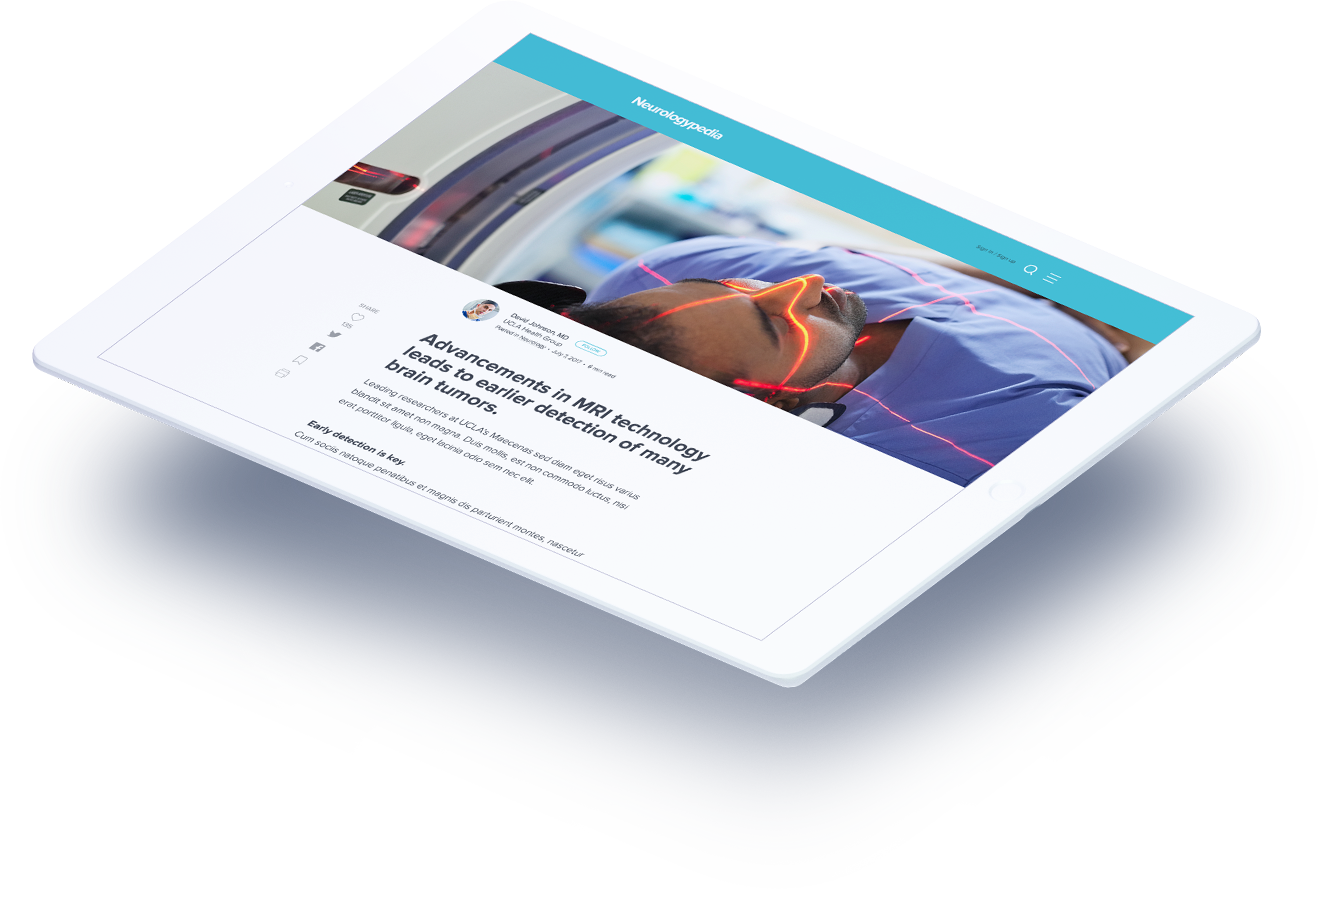 Neurologypedia
Sign In / Sign up
SHARE
135
David Johnson, MD
UCLA Health Group
FOLLOW
Posted in Neurology • July 7, 2017 • 6 min read
Advancements in MRI technology
leads to earlier detection of many
brain tumors.
Leading researchers at UCLA's Maecenas sed diam eget risus varius
blandit sit amet non magna. Duis mollis, est non commodo luctus, nisi
erat porttitor ligula, eget lacinia odio sem nec elit.
Early detection is key.
Cum sociis natoque penatibus et magnis dis parturient montes, nascetur